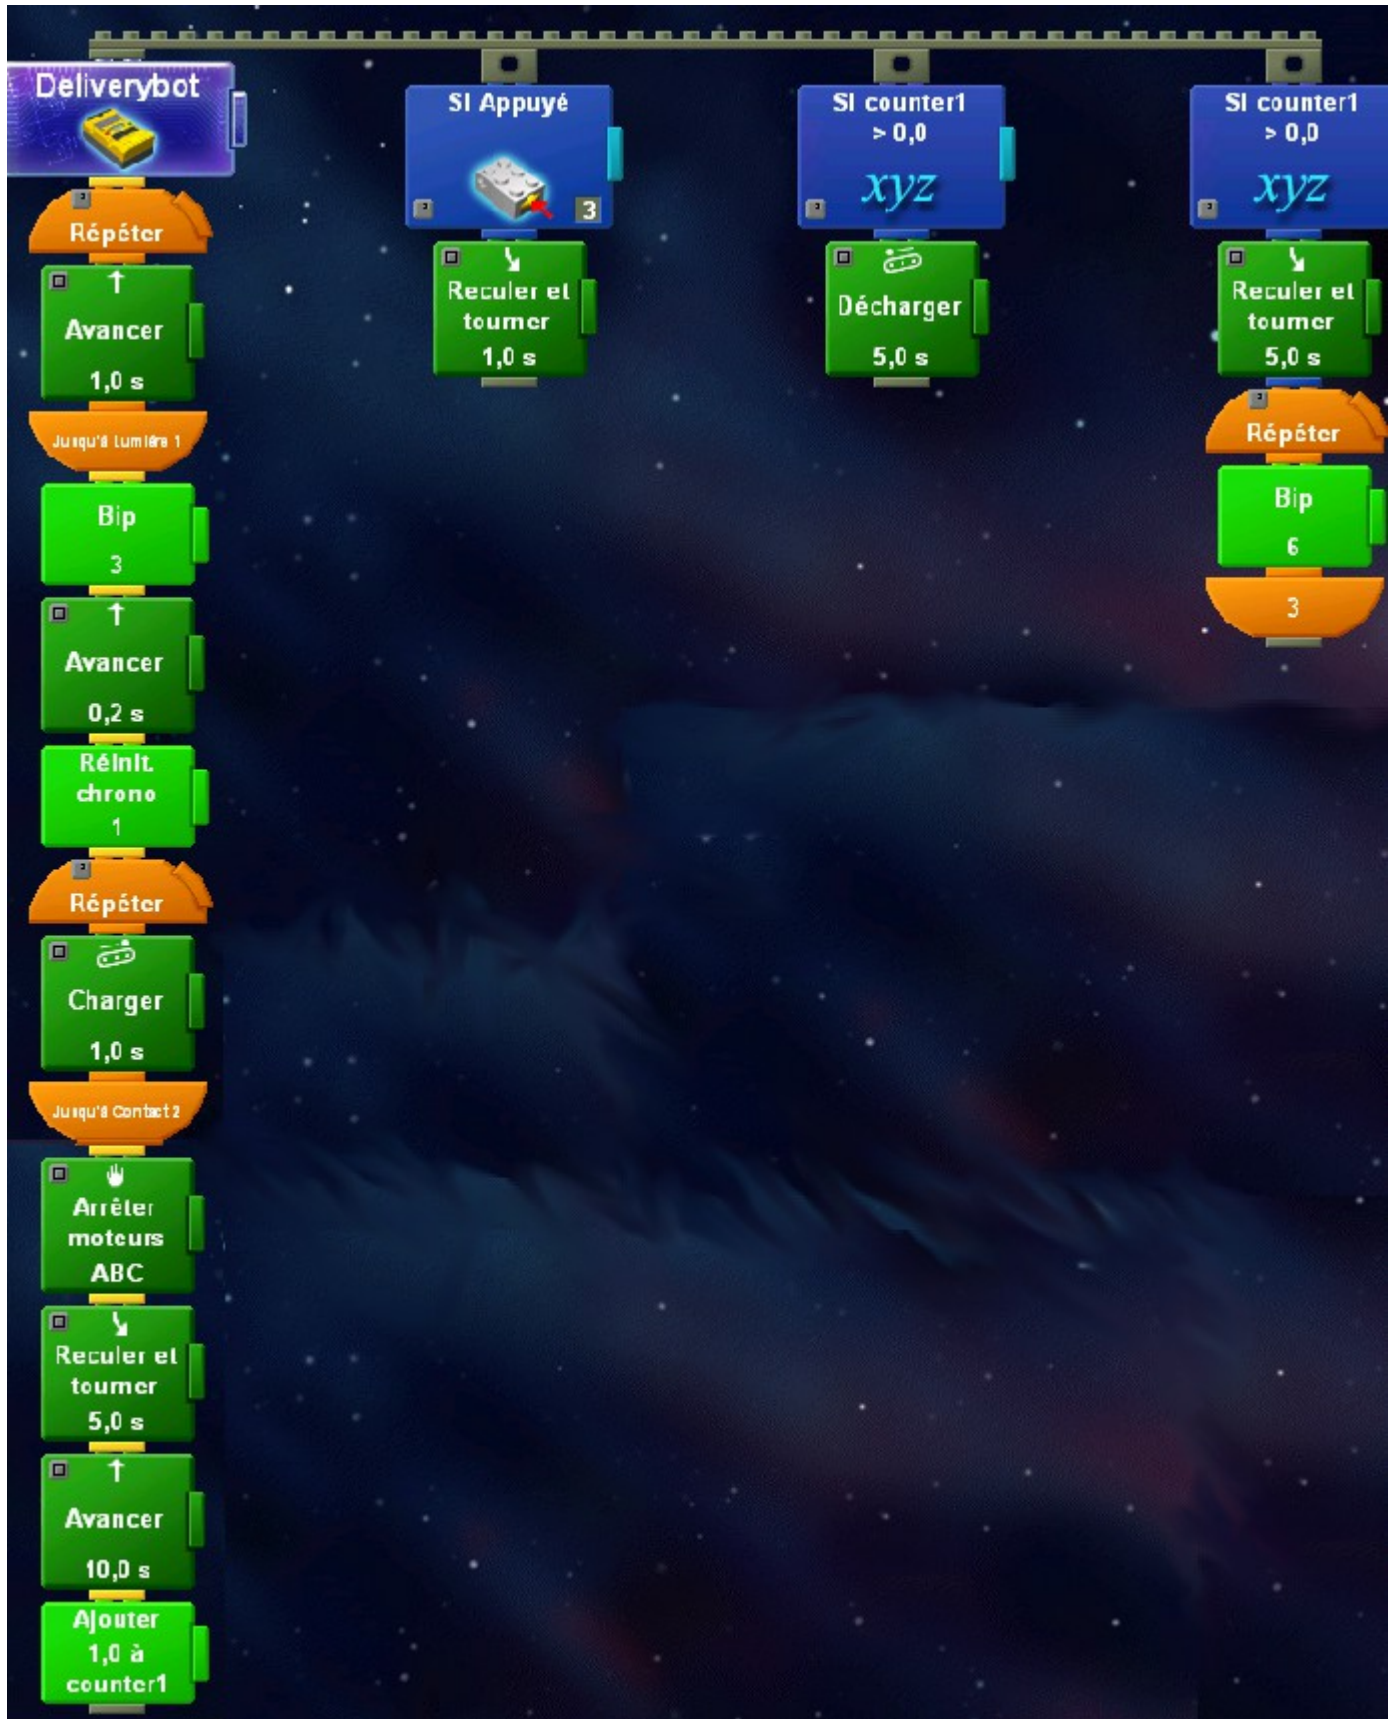 Deliverybot
Répéter
Avancer
1,0 s
Jusqu'à Lumière 1
Bip
3
Avancer
0,2 s
Réinit.
chrono
1
Répéter
Charger
1,0 s
Jusqu'à Contact 2
Arrêter
moteurs
ABC
Reculer et
tourner
5,0 s
Avancer
10,0 s
Ajouter
1,0 à
counter1
SI Appuyé
3
Reculer et
tourner
1,0 s
SI counter1
> 0,0
xyz
Décharger
5,0 s
SI counter1
> 0,0
xyz
Reculer et
tourner
5,0 s
Répéter
Bip
6
3